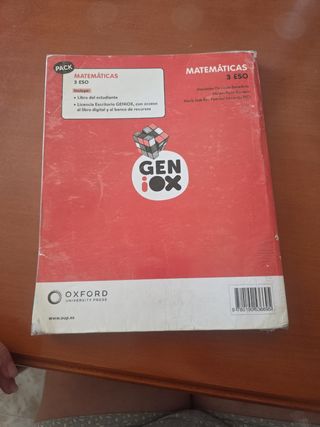 PACK
MATEMÁTICAS
3 ESO
Incluye:
• Libro del estudiante
• Licencia Escritorio GENiOX, con acceso
al libro digital y al banco de recursos
MATEMÁTICAS
3 ESO
GEN
iOX
OXFORD
UNIVERSITY PRESS
www.oup.es